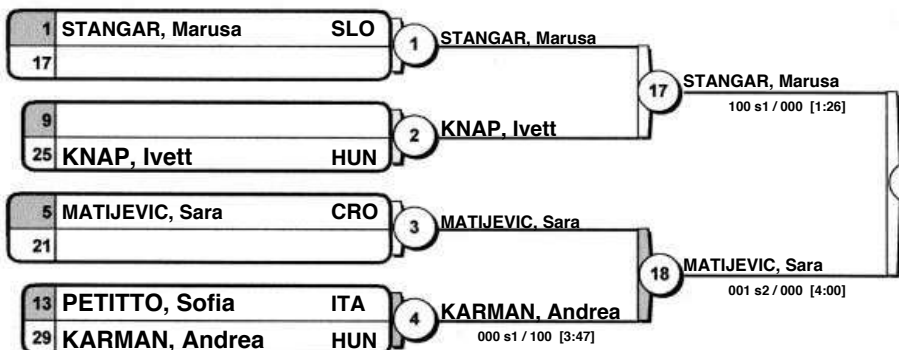 1 STANGAR, Marusa SLO
17
1
STANGAR, Marusa
9
25 KNAP, Ivett HUN
2
KNAP, Ivett
17
STANGAR, Marusa
100 s1 / 000 [1:26]
5 MATIJEVIC, Sara CRO
21
3
MATIJEVIC, Sara
13 PETITTO, Sofia ITA
29 KARMAN, Andrea HUN
4
KARMAN, Andrea
000 s1 / 100 [3:47]
18
MATIJEVIC, Sara
001 s2 / 000 [4:00]